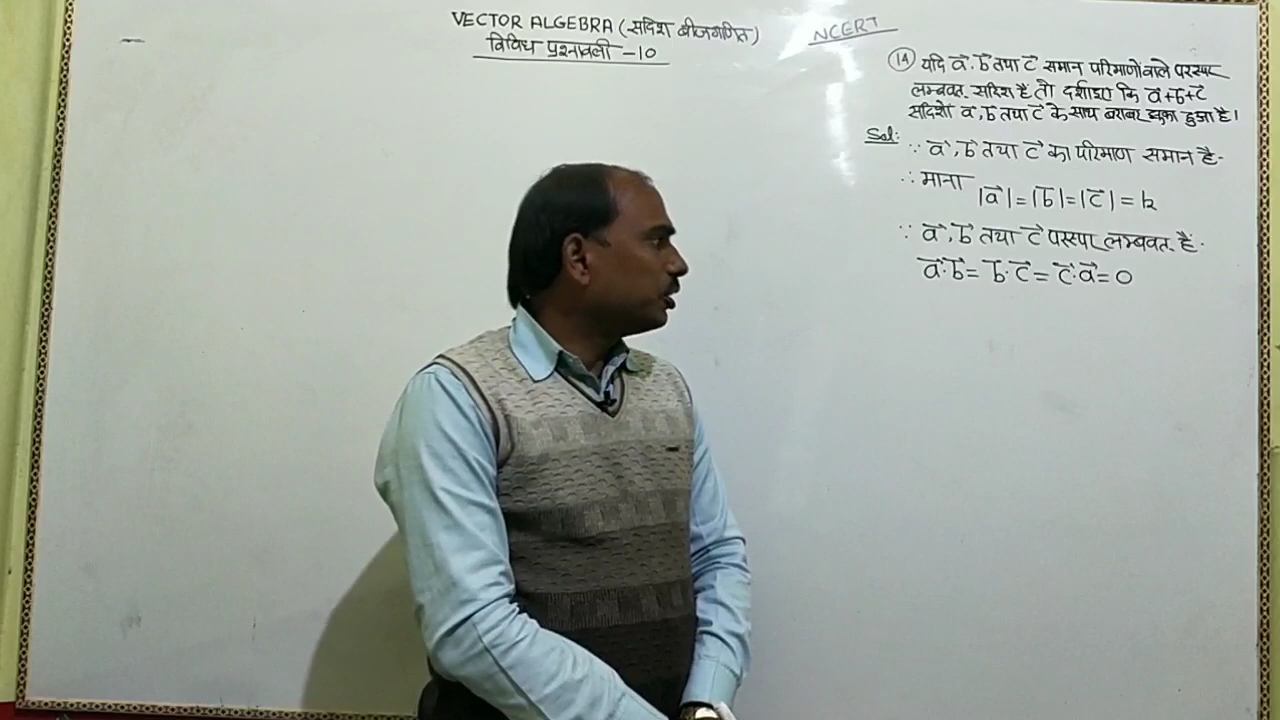 VECTOR ALGEBRA (सदिश बीजगणित)
विविध प्रश्नावली -10
NCERT
14 यदि a⃗, b⃗ तथा c⃗ समान परिमाणों वाले परस्पर
लम्बवत् सदिश है तो दर्शाइए कि a⃗+b⃗+c⃗
सदिशों a⃗, b⃗ तथा c⃗ के साथ बराबर झुका हुआ है।
Sol:
∵ a⃗, b⃗ तथा c⃗ का परिमाण समान है-
∴ माना
|a⃗| = |b⃗| = |c⃗| = k
∵ a⃗, b⃗ तथा c⃗ परस्पर लम्बवत् हैं-
a⃗·b⃗ = b⃗·c⃗ = c⃗·a⃗ = 0